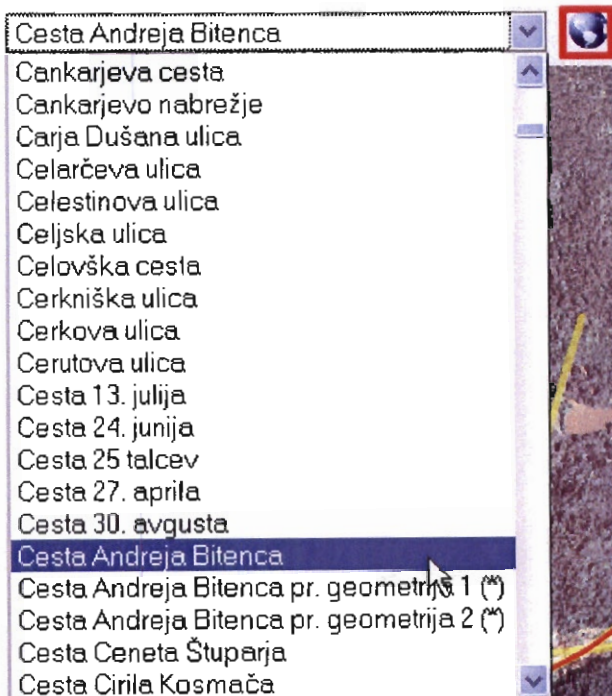 Cesta Andreja Bitenca
Cankarjeva cesta
Cankarjevo nabrežje
Carja Dušana ulica
Celarčeva ulica
Celestinova ulica
Celjska ulica
Celovška cesta
Cerkniška ulica
Cerkova ulica
Cerutova ulica
Cesta 13. julija
Cesta 24. junija
Cesta 25 talcev
Cesta 27. aprila
Cesta 30. avgusta
Cesta Andreja Bitenca
Cesta Andreja Bitenca pr. geometrija 1 (*)
Cesta Andreja Bitenca pr. geometrija 2 (*)
Cesta Ceneta Štuparja
Cesta Cirila Kosmača